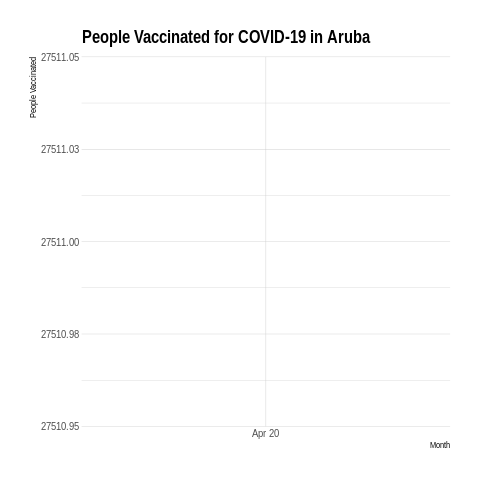 People Vaccinated for COVID-19 in Aruba
People Vaccinated
27511.05
27511.03
27511.00
27510.98
27510.95
Apr 20
Month